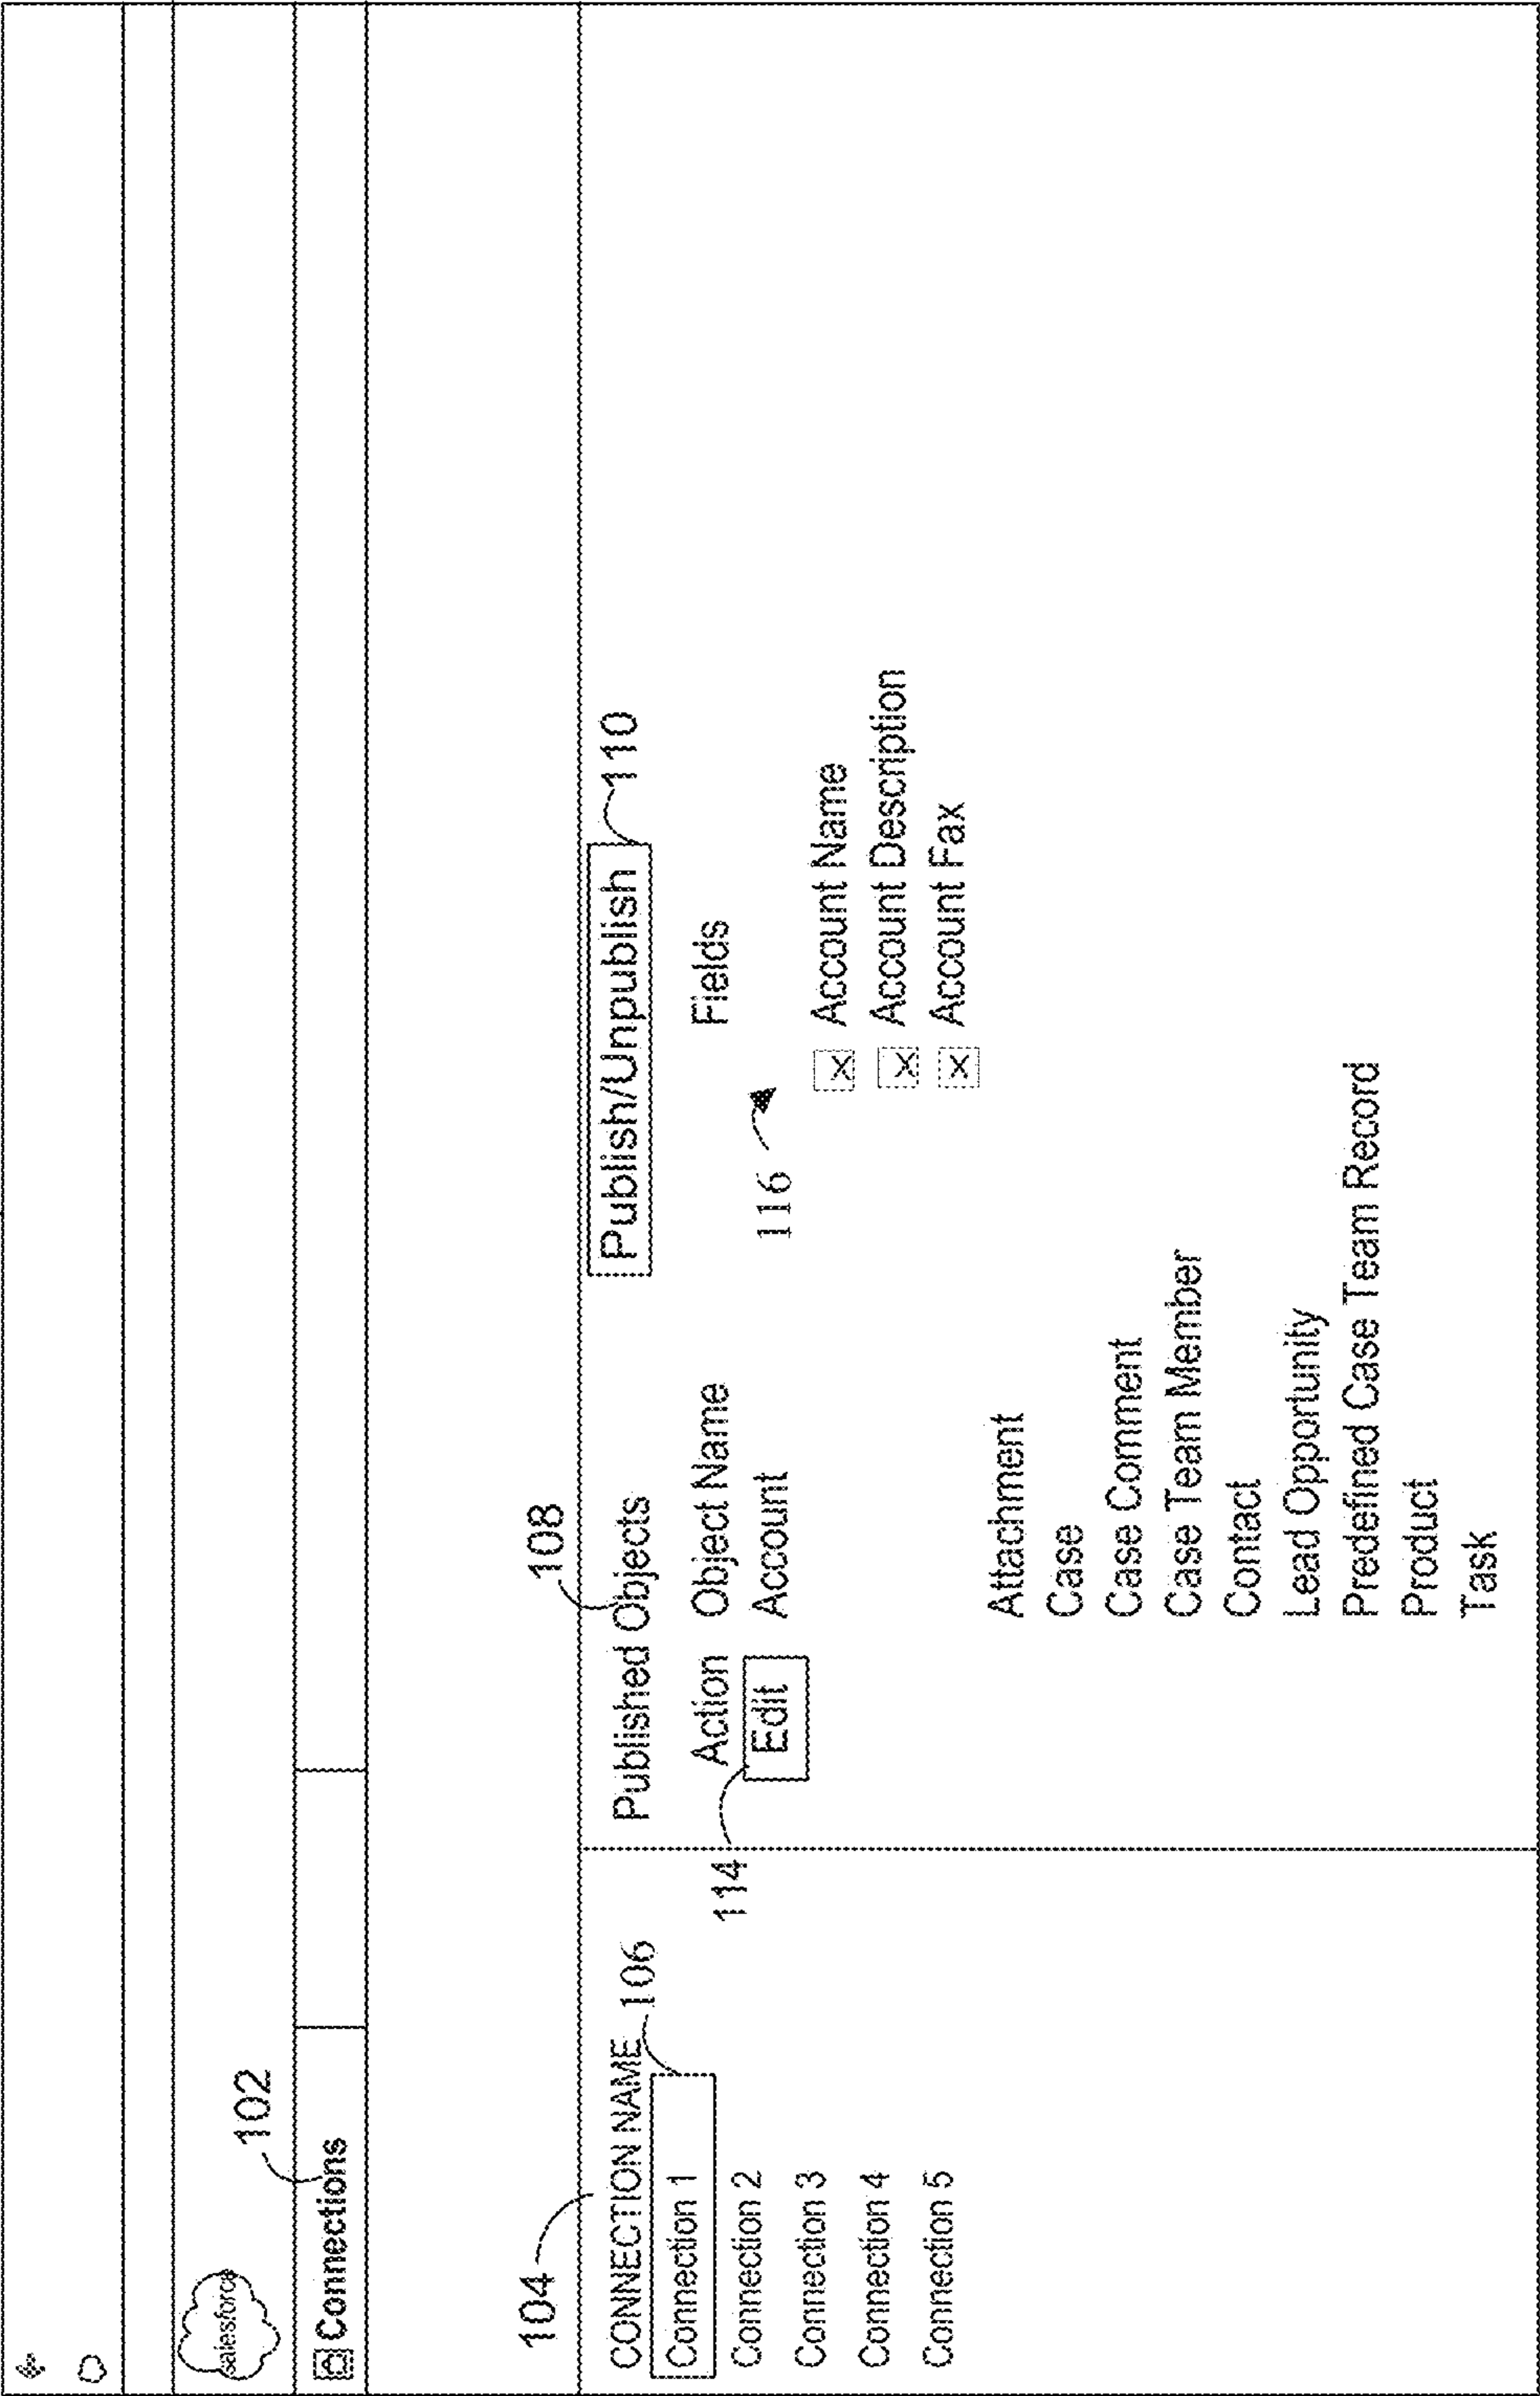 salesforce
Connections
102
104
CONNECTION NAME
106
Connection 1
Connection 2
Connection 3
Connection 4
Connection 5
108
Published Objects
Publish/Unpublish
110
Action Object Name Fields
114
Edit Account
116
Account Name
Account Description
Account Fax
Attachment
Case
Case Comment
Case Team Member
Contact
Lead Opportunity
Predefined Case Team Record
Product
Task